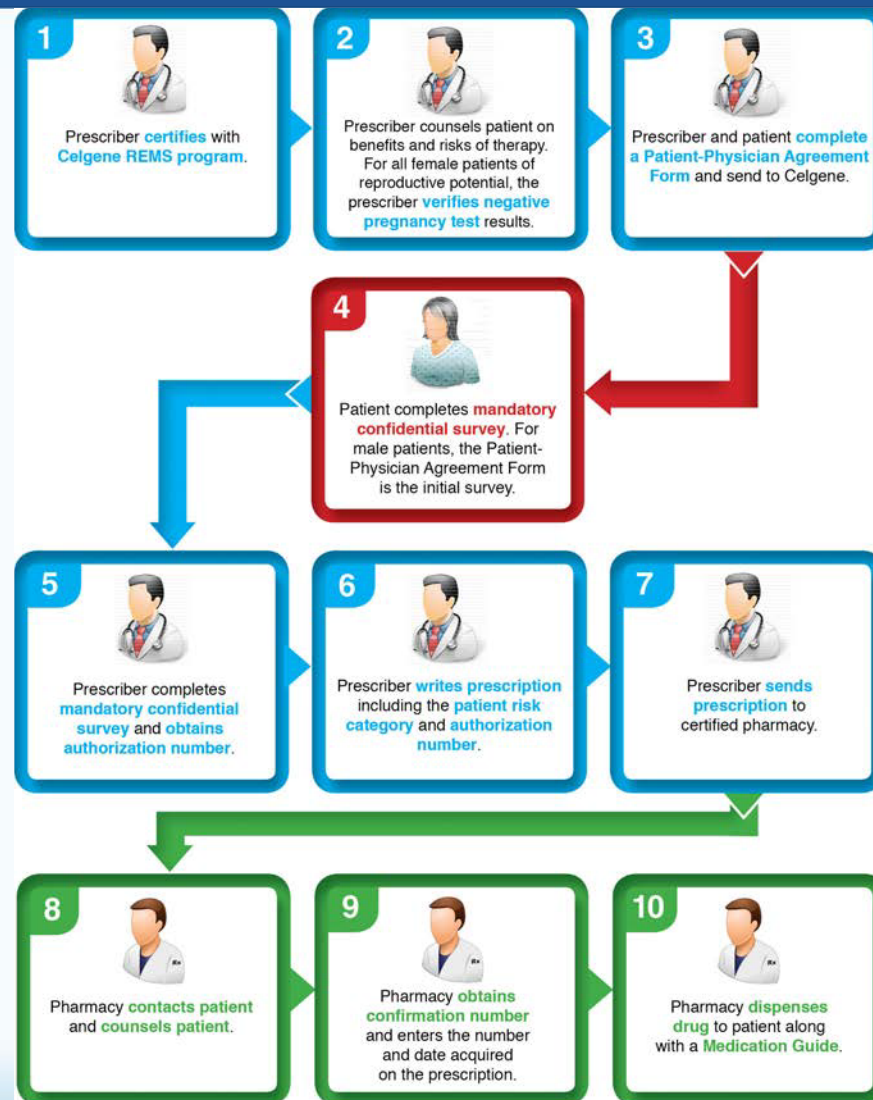 1
Prescriber certifies with
Celgene REMS program.
2
Prescriber counsels patient on
benefits and risks of therapy.
For all female patients of
reproductive potential, the
prescriber verifies negative
pregnancy test results.
3
Prescriber and patient complete
a Patient-Physician Agreement
Form and send to Celgene.
4
Patient completes mandatory
confidential survey. For
male patients, the Patient-
Physician Agreement Form
is the initial survey.
5
Prescriber completes
mandatory confidential
survey and obtains
authorization number.
6
Prescriber writes prescription
including the patient risk
category and authorization
number.
7
Prescriber sends
prescription to
certified pharmacy.
8
Rx
Pharmacy contacts patient
and counsels patient.
9
Rx
Pharmacy obtains
confirmation number
and enters the number
and date acquired
on the prescription.
10
Rx
Pharmacy dispenses
drug to patient along
with a Medication Guide.